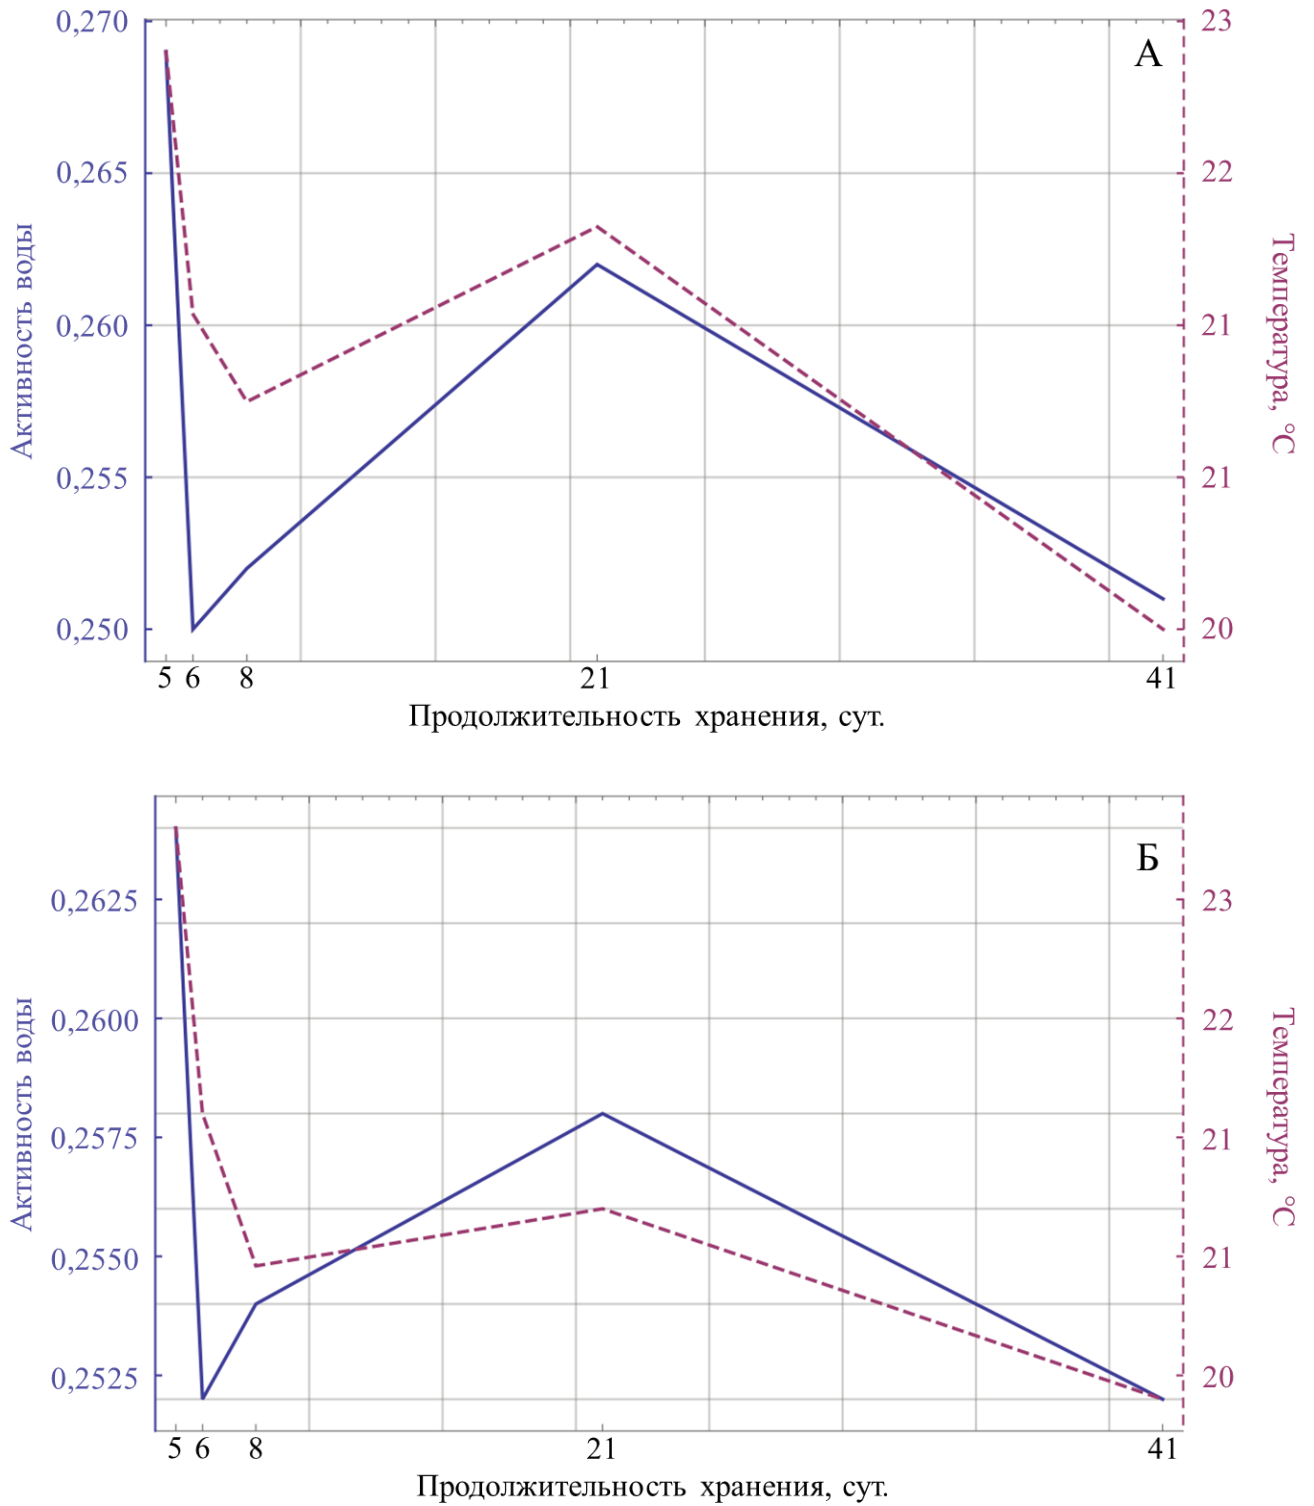 0,270
23
А
0,265
22
0,260
21
0,255
21
0,250
20
Активность воды
Температура, °С
5 6 8 21 41
Продолжительность хранения, сут.
Б
0,2625
23
0,2600
22
0,2575
21
0,2550
21
0,2525
20
Активность воды
Температура, °С
5 6 8 21 41
Продолжительность хранения, сут.